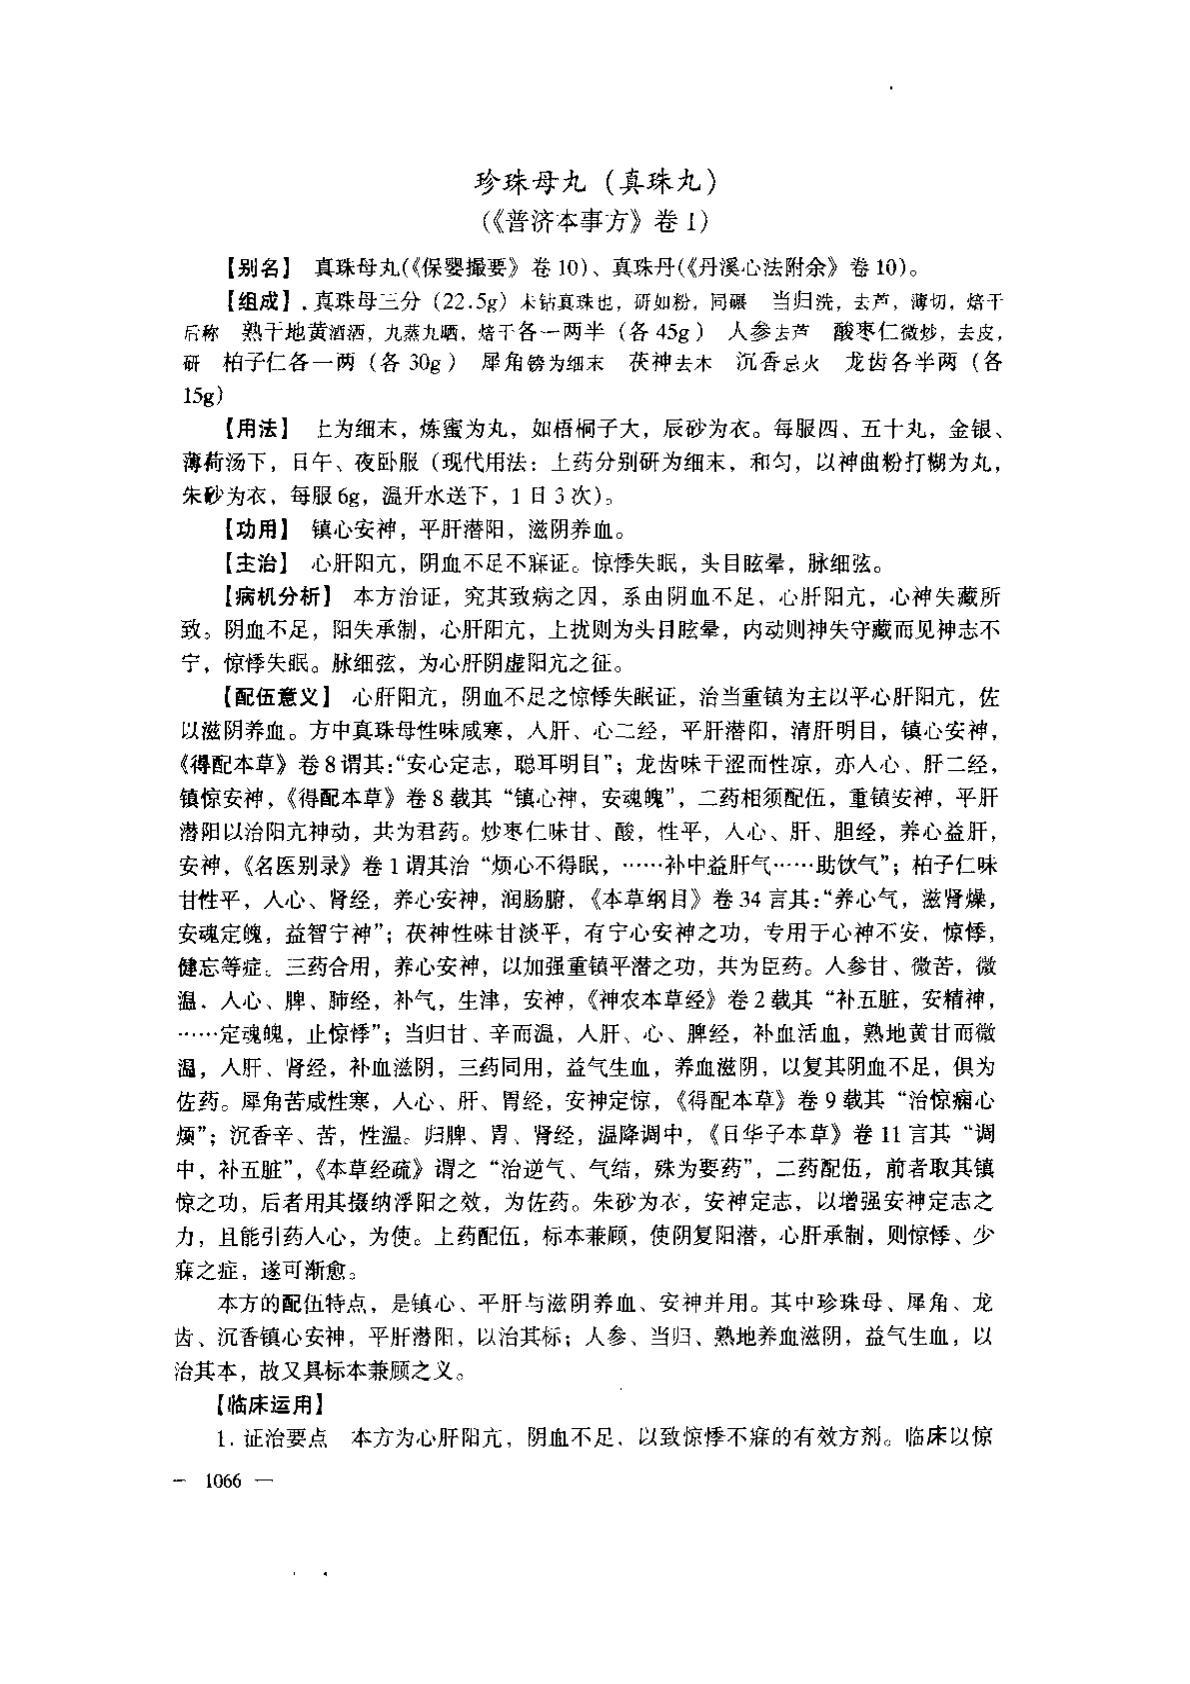 珍珠母丸（真珠丸）
（《普济本事方》卷 1）
【别名】 真珠母丸（《保婴撮要》卷 10）、真珠丹（《丹溪心法附余》卷 10）。
【组成】 真珠母三分（22.5g）未钻真珠也，研如粉，同碾 当归洗，去芦，薄切，焙干
后称 熟干地黄酒洒，九蒸九晒，焙干各一两半（各 45g） 人参去芦 酸枣仁微炒，去皮，
研 柏子仁各一两（各 30g） 犀角镑为细末 茯神去木 沉香忌火 龙齿各半两（各
15g）
【用法】 上为细末，炼蜜为丸，如梧桐子大，辰砂为衣。每服四、五十丸，金银、
薄荷汤下，日午、夜卧服（现代用法：上药分别研为细末，和匀，以神曲粉打糊为丸，
朱砂为衣，每服 6g，温开水送下，1 日 3 次）。
【功用】 镇心安神，平肝潜阳，滋阴养血。
【主治】 心肝阳亢，阴血不足不寐证。惊悸失眠，头目眩晕，脉细弦。
【病机分析】 本方治证，究其致病之因，系由阴血不足，心肝阳亢，心神失藏所
致。阴血不足，阳失承制，心肝阳亢，上扰则为头目眩晕，内动则神失守藏而见神志不
宁，惊悸失眠。脉细弦，为心肝阴虚阳亢之征。
【配伍意义】 心肝阳亢，阴血不足之惊悸失眠证，治当重镇为主以平心肝阳亢，佐
以滋阴养血。方中真珠母性味咸寒，入肝、心二经，平肝潜阳，清肝明目，镇心安神，
《得配本草》卷 8 谓其：“安心定志，聪耳明目”；龙齿味干涩而性凉，亦入心、肝二经，
镇惊安神，《得配本草》卷 8 载其“镇心神，安魂魄”，二药相须配伍，重镇安神，平肝
潜阳以治阳亢神动，共为君药。炒枣仁味甘、酸，性平，入心、肝、胆经，养心益肝，
安神，《名医别录》卷 1 谓其治“烦心不得眠，……补中益肝气……助饮气”；柏子仁味
甘性平，入心、肾经，养心安神，润肠腑，《本草纲目》卷 34 言其：“养心气，滋肾燥，
安魂定魄，益智宁神”；茯神性味甘淡平，有宁心安神之功，专用于心神不安，惊悸，
健忘等症。三药合用，养心安神，以加强重镇平潜之功，共为臣药。人参甘、微苦，微
温，入心、脾、肺经，补气，生津，安神，《神农本草经》卷 2 载其“补五脏，安精神，
……定魂魄，止惊悸”；当归甘、辛而温，入肝、心、脾经，补血活血，熟地黄甘而微
温，入肝、肾经，补血滋阴，三药同用，益气生血，养血滋阴，以复其阴血不足，俱为
佐药。犀角苦咸性寒，入心、肝、胃经，安神定惊，《得配本草》卷 9 载其“治惊痫心
烦”；沉香辛、苦，性温。归脾、胃、肾经，温降调中，《日华子本草》卷 11 言其“调
中，补五脏”，《本草经疏》谓之“治逆气、气结，殊为要药”，二药配伍，前者取其镇
惊之功，后者用其摄纳浮阳之效，为佐药。朱砂为衣，安神定志，以增强安神定志之
力，且能引药入心，为使。上药配伍，标本兼顾，使阴复阳潜，心肝承制，则惊悸、少
寐之症，遂可渐愈。
本方的配伍特点，是镇心、平肝与滋阴养血、安神并用。其中珍珠母、犀角、龙
齿、沉香镇心安神，平肝潜阳，以治其标；人参、当归、熟地养血滋阴，益气生血，以
治其本，故又具标本兼顾之义。
【临床运用】
1. 证治要点 本方为心肝阳亢，阴血不足，以致惊悸不寐的有效方剂。临床以惊
— 1066 —